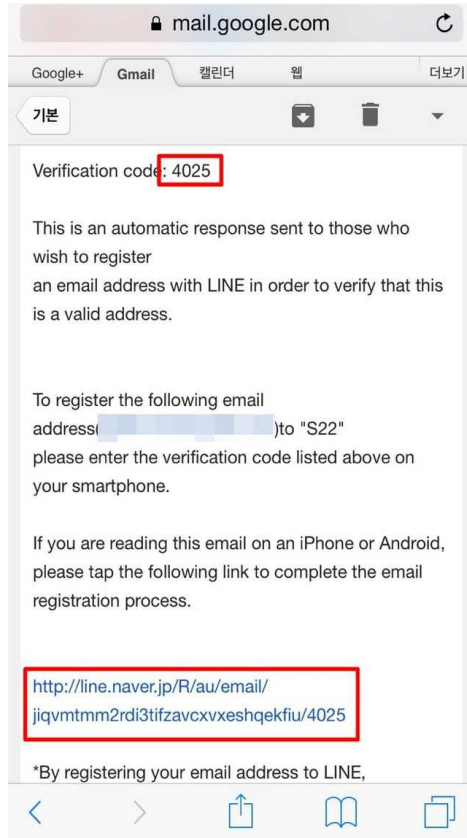 mail.google.com
Google+ Gmail 캘린더 웹 더보기
기본
Verification code: 4025
This is an automatic response sent to those who
wish to register
an email address with LINE in order to verify that this
is a valid address.
To register the following email
address( )to "S22"
please enter the verification code listed above on
your smartphone.
If you are reading this email on an iPhone or Android,
please tap the following link to complete the email
registration process.
http://line.naver.jp/R/au/email/
jiqvmtmm2rdi3tifzavcxvxeshqekfiu/4025
*By registering your email address to LINE,